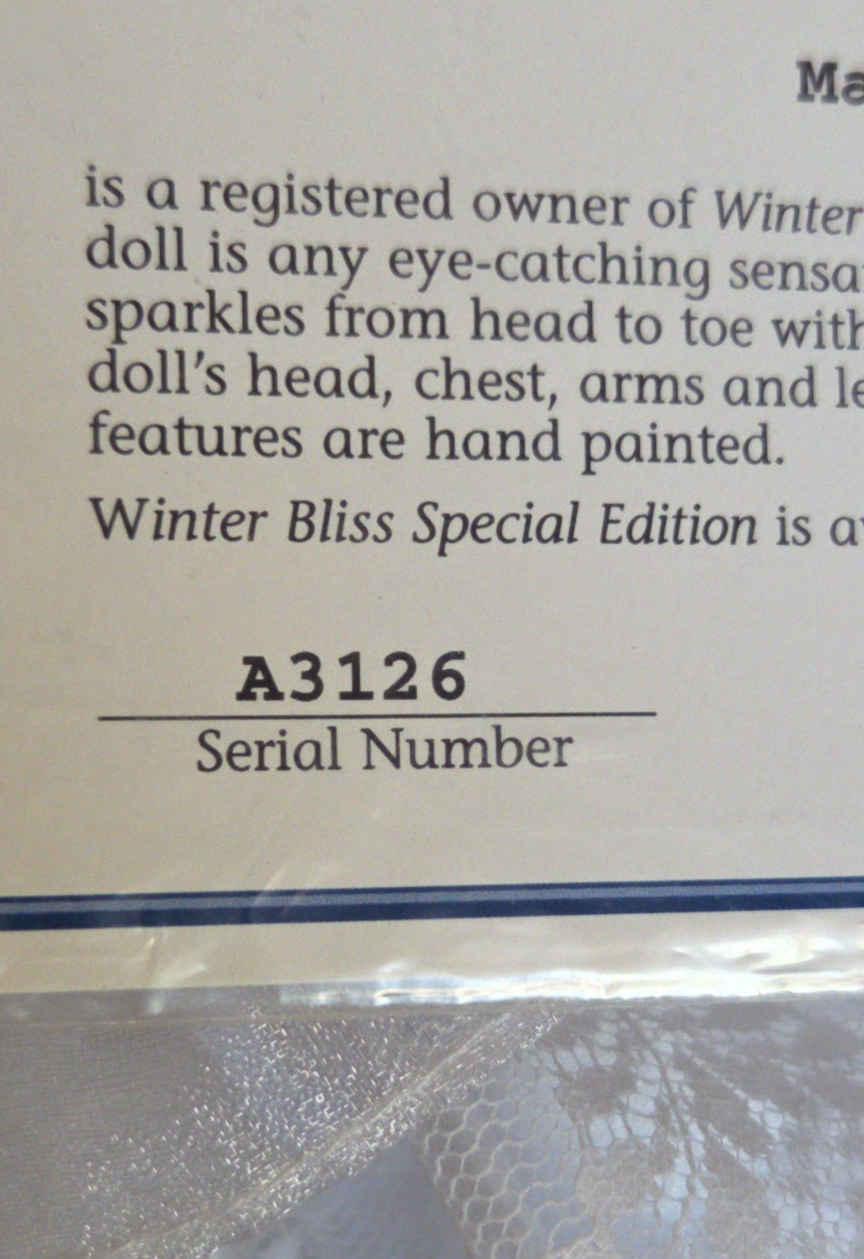 Ma
is a registered owner of Winter
doll is any eye-catching sensa
sparkles from head to toe with
doll's head, chest, arms and le
features are hand painted.
Winter Bliss Special Edition is a
A3126
Serial Number